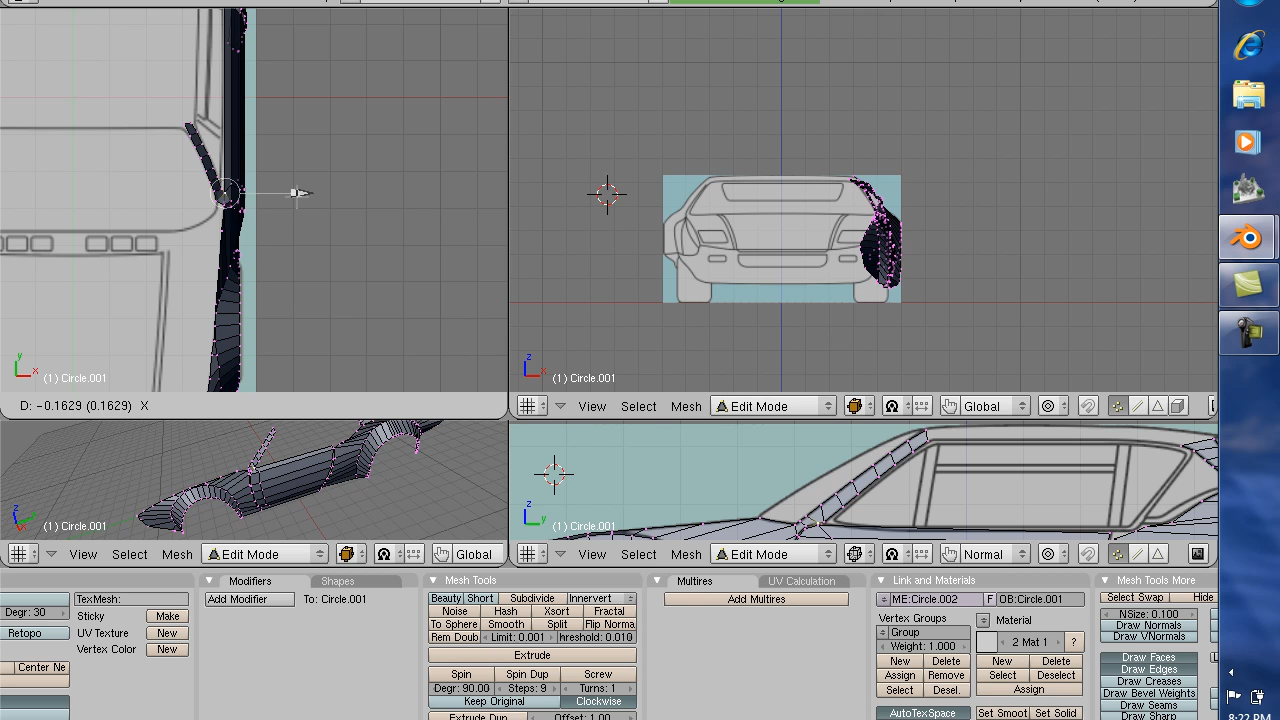 y
x
(1) Circle.001
z
x
(1) Circle.001
D: −0.1629 (0.1629) X
View Select Mesh Edit Mode Global
z
y
(1) Circle.001
z
y
(1) Circle.001
View Select Mesh Edit Mode Global
View Select Mesh Edit Mode Normal
Degr: 30
Retopo
Center Ne
TexMesh:
Sticky Make
UV Texture New
Vertex Color New
Modifiers Shapes
Add Modifier To: Circle.001
Mesh Tools
Beauty Short Subdivide Innervert
Noise Hash Xsort Fractal
To Sphere Smooth Split Flip Norma
Rem Doub Limit: 0.001 hreshold: 0.010
Extrude
Spin Spin Dup Screw
Degr: 90.00 Steps: 9 Turns: 1
Keep Original Clockwise
Extrude Dup Offset: 1.00
Multires UV Calculation
Add Multires
Link and Materials
ME:Circle.002 F OB:Circle.001
Vertex Groups
Group
Weight: 1.000
New Delete
Assign Remove
Select Desel.
AutoTexSpace
Material
2 Mat 1 ?
New Delete
Select Deselect
Assign
Set Smoot Set Solid
Mesh Tools More
Select Swap Hide
NSize: 0.100
Draw Normals
Draw VNormals
Draw Faces
Draw Edges
Draw Creases
Draw Bevel Weights
Draw Seams
Draw Sharp
8:22 PM